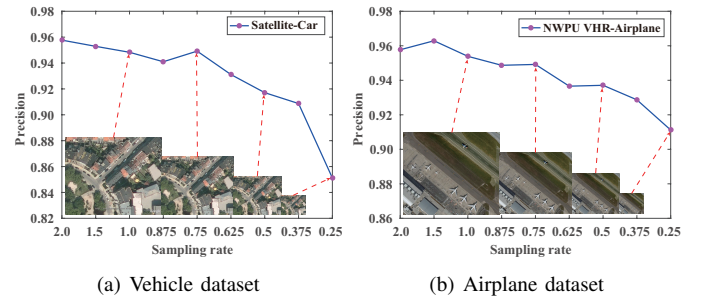 0.98
0.96
0.94
0.92
0.90
0.88
0.86
0.84
0.82
Precision
Satellite-Car
2.0 1.5 1.0 0.875 0.75 0.625 0.5 0.375 0.25
Sampling rate
(a) Vehicle dataset
0.98
0.96
0.94
0.92
0.90
0.88
0.86
Precision
NWPU VHR-Airplane
2.0 1.5 1.0 0.875 0.75 0.625 0.5 0.375 0.25
Sampling rate
(b) Airplane dataset